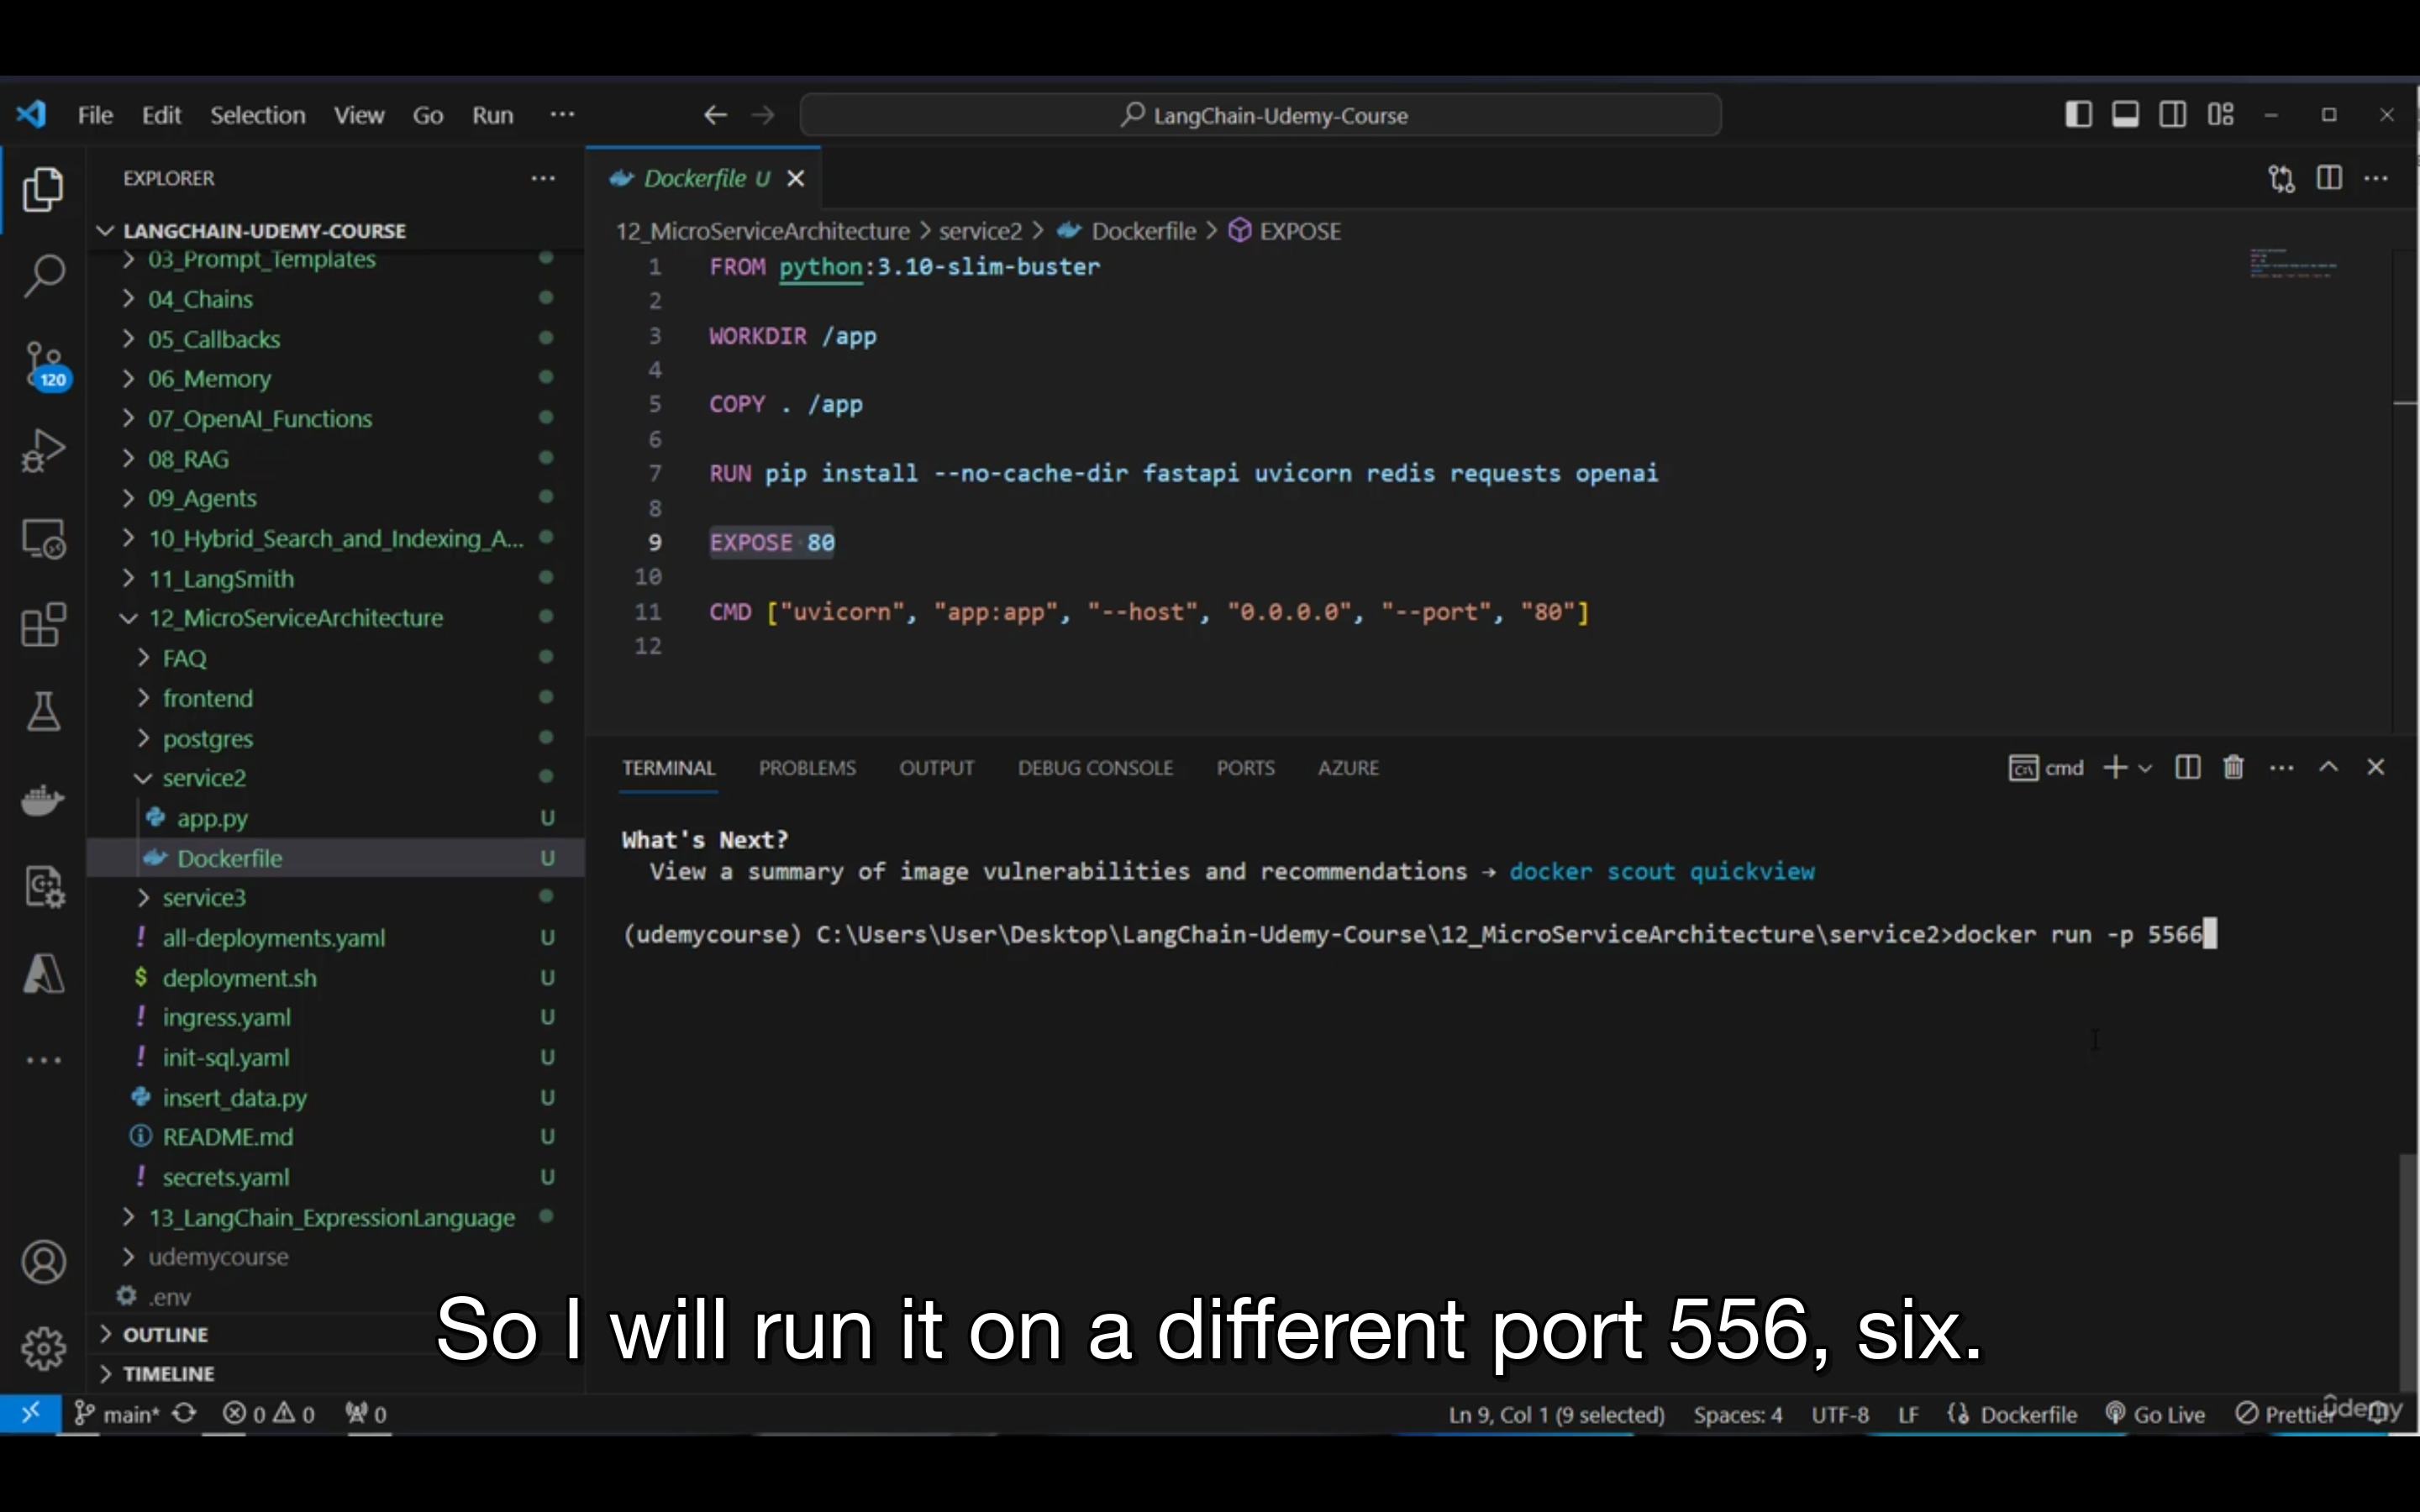 File Edit Selection View Go Run ··· LangChain-Udemy-Course
EXPLORER ···
LANGCHAIN-UDEMY-COURSE
03_Prompt_Templates
04_Chains
05_Callbacks
120
06_Memory
07_OpenAI_Functions
08_RAG
09_Agents
10_Hybrid_Search_and_Indexing_A...
11_LangSmith
12_MicroServiceArchitecture
FAQ
frontend
postgres
service2
app.py U
Dockerfile U
service3
all-deployments.yaml U
deployment.sh U
ingress.yaml U
init-sql.yaml U
insert_data.py U
README.md U
secrets.yaml U
13_LangChain_ExpressionLanguage
udemycourse
.env
OUTLINE
TIMELINE
Dockerfile U
12_MicroServiceArchitecture > service2 > Dockerfile > EXPOSE
1 FROM python:3.10-slim-buster
2
3 WORKDIR /app
4
5 COPY . /app
6
7 RUN pip install --no-cache-dir fastapi uvicorn redis requests openai
8
9 EXPOSE 80
10
11 CMD ["uvicorn", "app:app", "--host", "0.0.0.0", "--port", "80"]
12
TERMINAL PROBLEMS OUTPUT DEBUG CONSOLE PORTS AZURE cmd
What's Next?
View a summary of image vulnerabilities and recommendations → docker scout quickview
(udemycourse) C:\Users\User\Desktop\LangChain-Udemy-Course\12_MicroServiceArchitecture\service2>docker run -p 5566
So I will run it on a different port 556, six.
main* 0 0 0 Ln 9, Col 1 (9 selected) Spaces: 4 UTF-8 LF Dockerfile Go Live Prettier
udemy